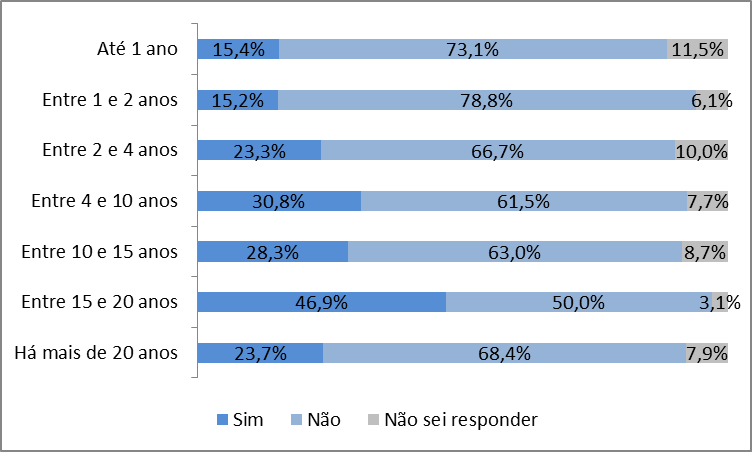 Até 1 ano 15,4% 73,1% 11,5%
Entre 1 e 2 anos 15,2% 78,8% 6,1%
Entre 2 e 4 anos 23,3% 66,7% 10,0%
Entre 4 e 10 anos 30,8% 61,5% 7,7%
Entre 10 e 15 anos 28,3% 63,0% 8,7%
Entre 15 e 20 anos 46,9% 50,0% 3,1%
Há mais de 20 anos 23,7% 68,4% 7,9%
Sim Não Não sei responder